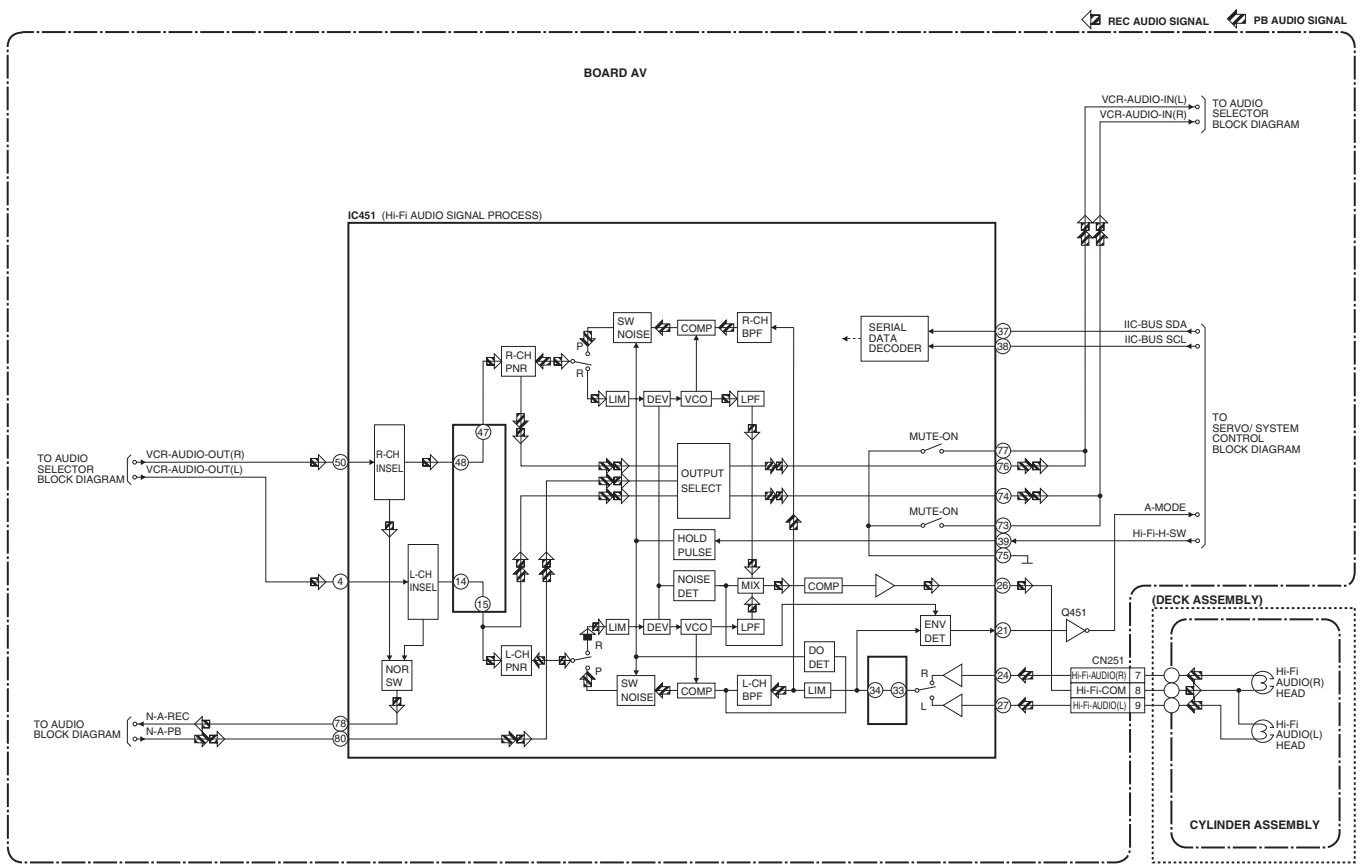 REC AUDIO SIGNAL
PB AUDIO SIGNAL
BOARD AV
VCR-AUDIO-IN(L)
VCR-AUDIO-IN(R)
TO AUDIO
SELECTOR
BLOCK DIAGRAM
IC451 (Hi-Fi AUDIO SIGNAL PROCESS)
SW
NOISE
COMP
R-CH
BPF
SERIAL
DATA
DECODER
37
IIC-BUS SDA
38
IIC-BUS SCL
R-CH
PNR
P
R
LIM
DEV
VCO
LPF
TO
SERVO/ SYSTEM
CONTROL
BLOCK DIAGRAM
47
MUTE-ON
77
TO AUDIO
SELECTOR
BLOCK DIAGRAM
VCR-AUDIO-OUT(R)
VCR-AUDIO-OUT(L)
50
R-CH
INSEL
48
OUTPUT
SELECT
76
74
MUTE-ON
73
A-MODE
HOLD
PULSE
39
Hi-Fi-H-SW
75
4
L-CH
INSEL
14
15
NOISE
DET
MIX
COMP
26
(DECK ASSEMBLY)
LIM
DEV
VCO
LPF
ENV
DET
21
Q451
R
P
L-CH
PNR
DO
DET
CN251
NOR
SW
SW
NOISE
COMP
L-CH
BPF
LIM
34
33
R
L
24
Hi-Fi-AUDIO(R) 7
Hi-Fi-COM 8
27
Hi-Fi-AUDIO(L) 9
Hi-Fi
AUDIO(R)
HEAD
Hi-Fi
AUDIO(L)
HEAD
TO AUDIO
BLOCK DIAGRAM
N-A-REC
N-A-PB
78
80
CYLINDER ASSEMBLY